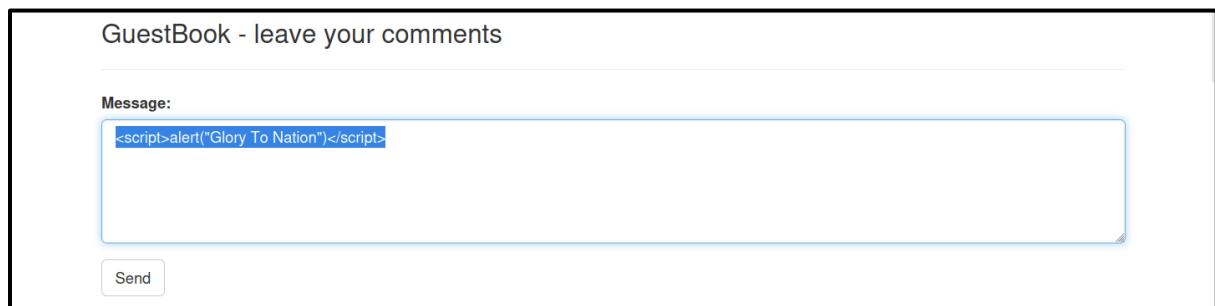 GuestBook - leave your comments
Message:
<script>alert("Glory To Nation")</script>
Send